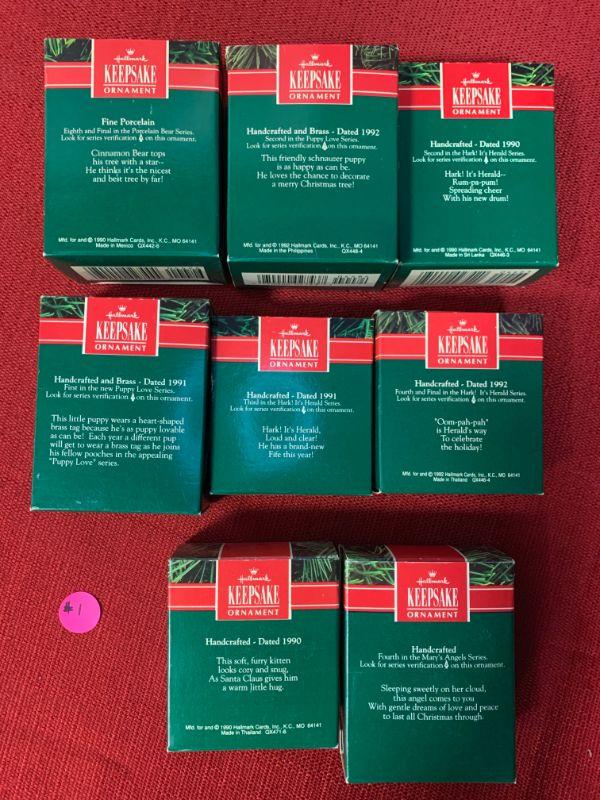 Hallmark
KEEPSAKE
ORNAMENT
Fine Porcelain
Eighth and Final in the Porcelain Bear Series.
Look for series verification on this ornament.
Cinnamon Bear tops
his tree with a star--
He thinks it's the nicest
and best tree by far!
Mfd. for and © 1990 Hallmark Cards, Inc., K.C., MO 64141
Made in Mexico QX442-6
Hallmark
KEEPSAKE
ORNAMENT
Handcrafted and Brass - Dated 1992
Second in the Puppy Love Series.
Look for series verification on this ornament.
This friendly schnauzer puppy
is as happy as can be.
He loves the chance to decorate
a merry Christmas tree!
Mfd. for and © 1992 Hallmark Cards, Inc., K.C., MO 64141
Made in the Philippines QX448-4
Hallmark
KEEPSAKE
ORNAMENT
Handcrafted - Dated 1990
Second in the Hark! It's Herald Series.
Look for series verification on this ornament.
Hark! It's Herald--
Rum-pa-pum!
Spreading cheer
With his new drum!
Mfd. for and © 1990 Hallmark Cards, Inc., K.C., MO 64141
Made in Sri Lanka QX446-3
Hallmark
KEEPSAKE
ORNAMENT
Handcrafted and Brass - Dated 1991
First in the new Puppy Love Series.
Look for series verification on this ornament.
This little puppy wears a heart-shaped
brass tag because he's as puppy lovable
as can be! Each year a different pup
will get to wear a brass tag as he joins
his fellow pooches in the appealing
"Puppy Love" series.
Hallmark
KEEPSAKE
ORNAMENT
Handcrafted - Dated 1991
Third in the Hark! It's Herald Series.
Look for series verification on this ornament.
Hark! It's Herald,
Loud and clear!
He has a brand-new
Fife this year!
Hallmark
KEEPSAKE
ORNAMENT
Handcrafted - Dated 1992
Fourth and Final in the Hark! It's Herald Series.
Look for series verification on this ornament.
"Oom-pah-pah"
is Herald's way
To celebrate
the holiday!
Mfd. for and © 1992 Hallmark Cards, Inc., K.C., MO 64141
Made in Thailand QX446-4
# 1
Hallmark
KEEPSAKE
ORNAMENT
Handcrafted - Dated 1990
This soft, furry kitten
looks cozy and snug,
As Santa Claus gives him
a warm little hug.
Mfd. for and © 1990 Hallmark Cards, Inc., K.C., MO 64141
Made in Thailand QX471-6
Hallmark
KEEPSAKE
ORNAMENT
Handcrafted
Fourth in the Mary's Angels Series.
Look for series verification on this ornament.
Sleeping sweetly on her cloud,
this angel comes to you
With gentle dreams of love and peace
to last all Christmas through.